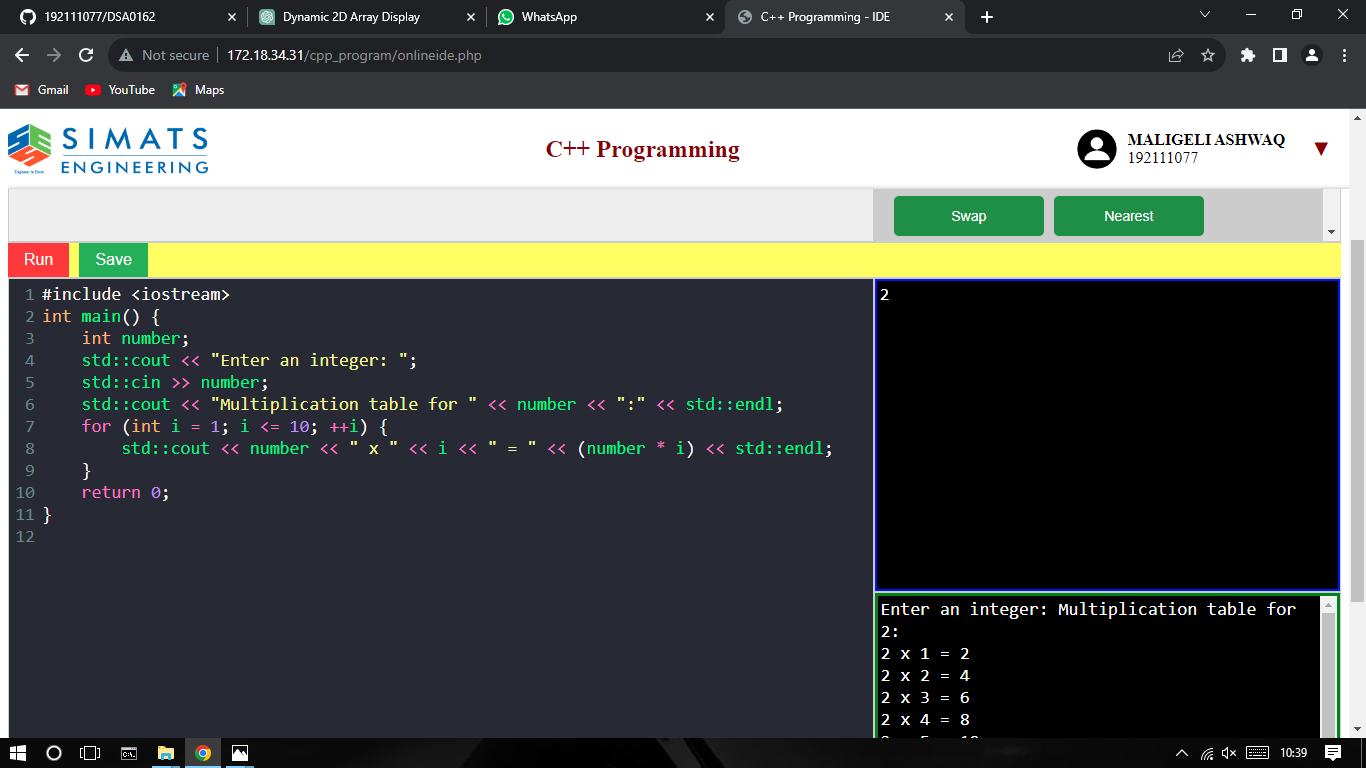 192111077/DSA0162
Dynamic 2D Array Display
WhatsApp
C++ Programming - IDE
Not secure
172.18.34.31/cpp_program/onlineide.php
Gmail
YouTube
Maps
SIMATS
ENGINEERING
C++ Programming
MALIGELI ASHWAQ
192111077
Swap
Nearest
Run
Save
1 #include <iostream>
2 int main() {
3     int number;
4     std::cout << "Enter an integer: ";
5     std::cin >> number;
6     std::cout << "Multiplication table for " << number << ":" << std::endl;
7     for (int i = 1; i <= 10; ++i) {
8         std::cout << number << " x " << i << " = " << (number * i) << std::endl;
9     }
10     return 0;
11 }
12
2
Enter an integer: Multiplication table for
2:
2 x 1 = 2
2 x 2 = 4
2 x 3 = 6
2 x 4 = 8
10:39